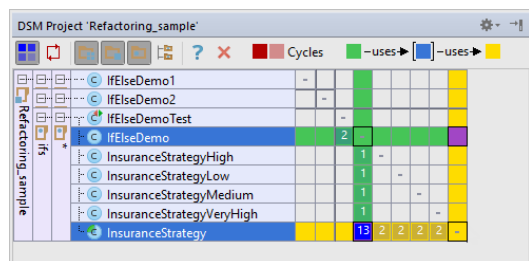 DSM Project 'Refactoring_sample'
? Cycles -uses-> [ ] -uses->
IfElseDemo1 -
IfElseDemo2 -
IfElseDemoTest -
IfElseDemo 2
InsuranceStrategyHigh 1 -
InsuranceStrategyLow 1 -
InsuranceStrategyMedium 1 -
InsuranceStrategyVeryHigh 1 -
InsuranceStrategy 13 2 2 2 2 -
Refactoring_sample
ifs
*